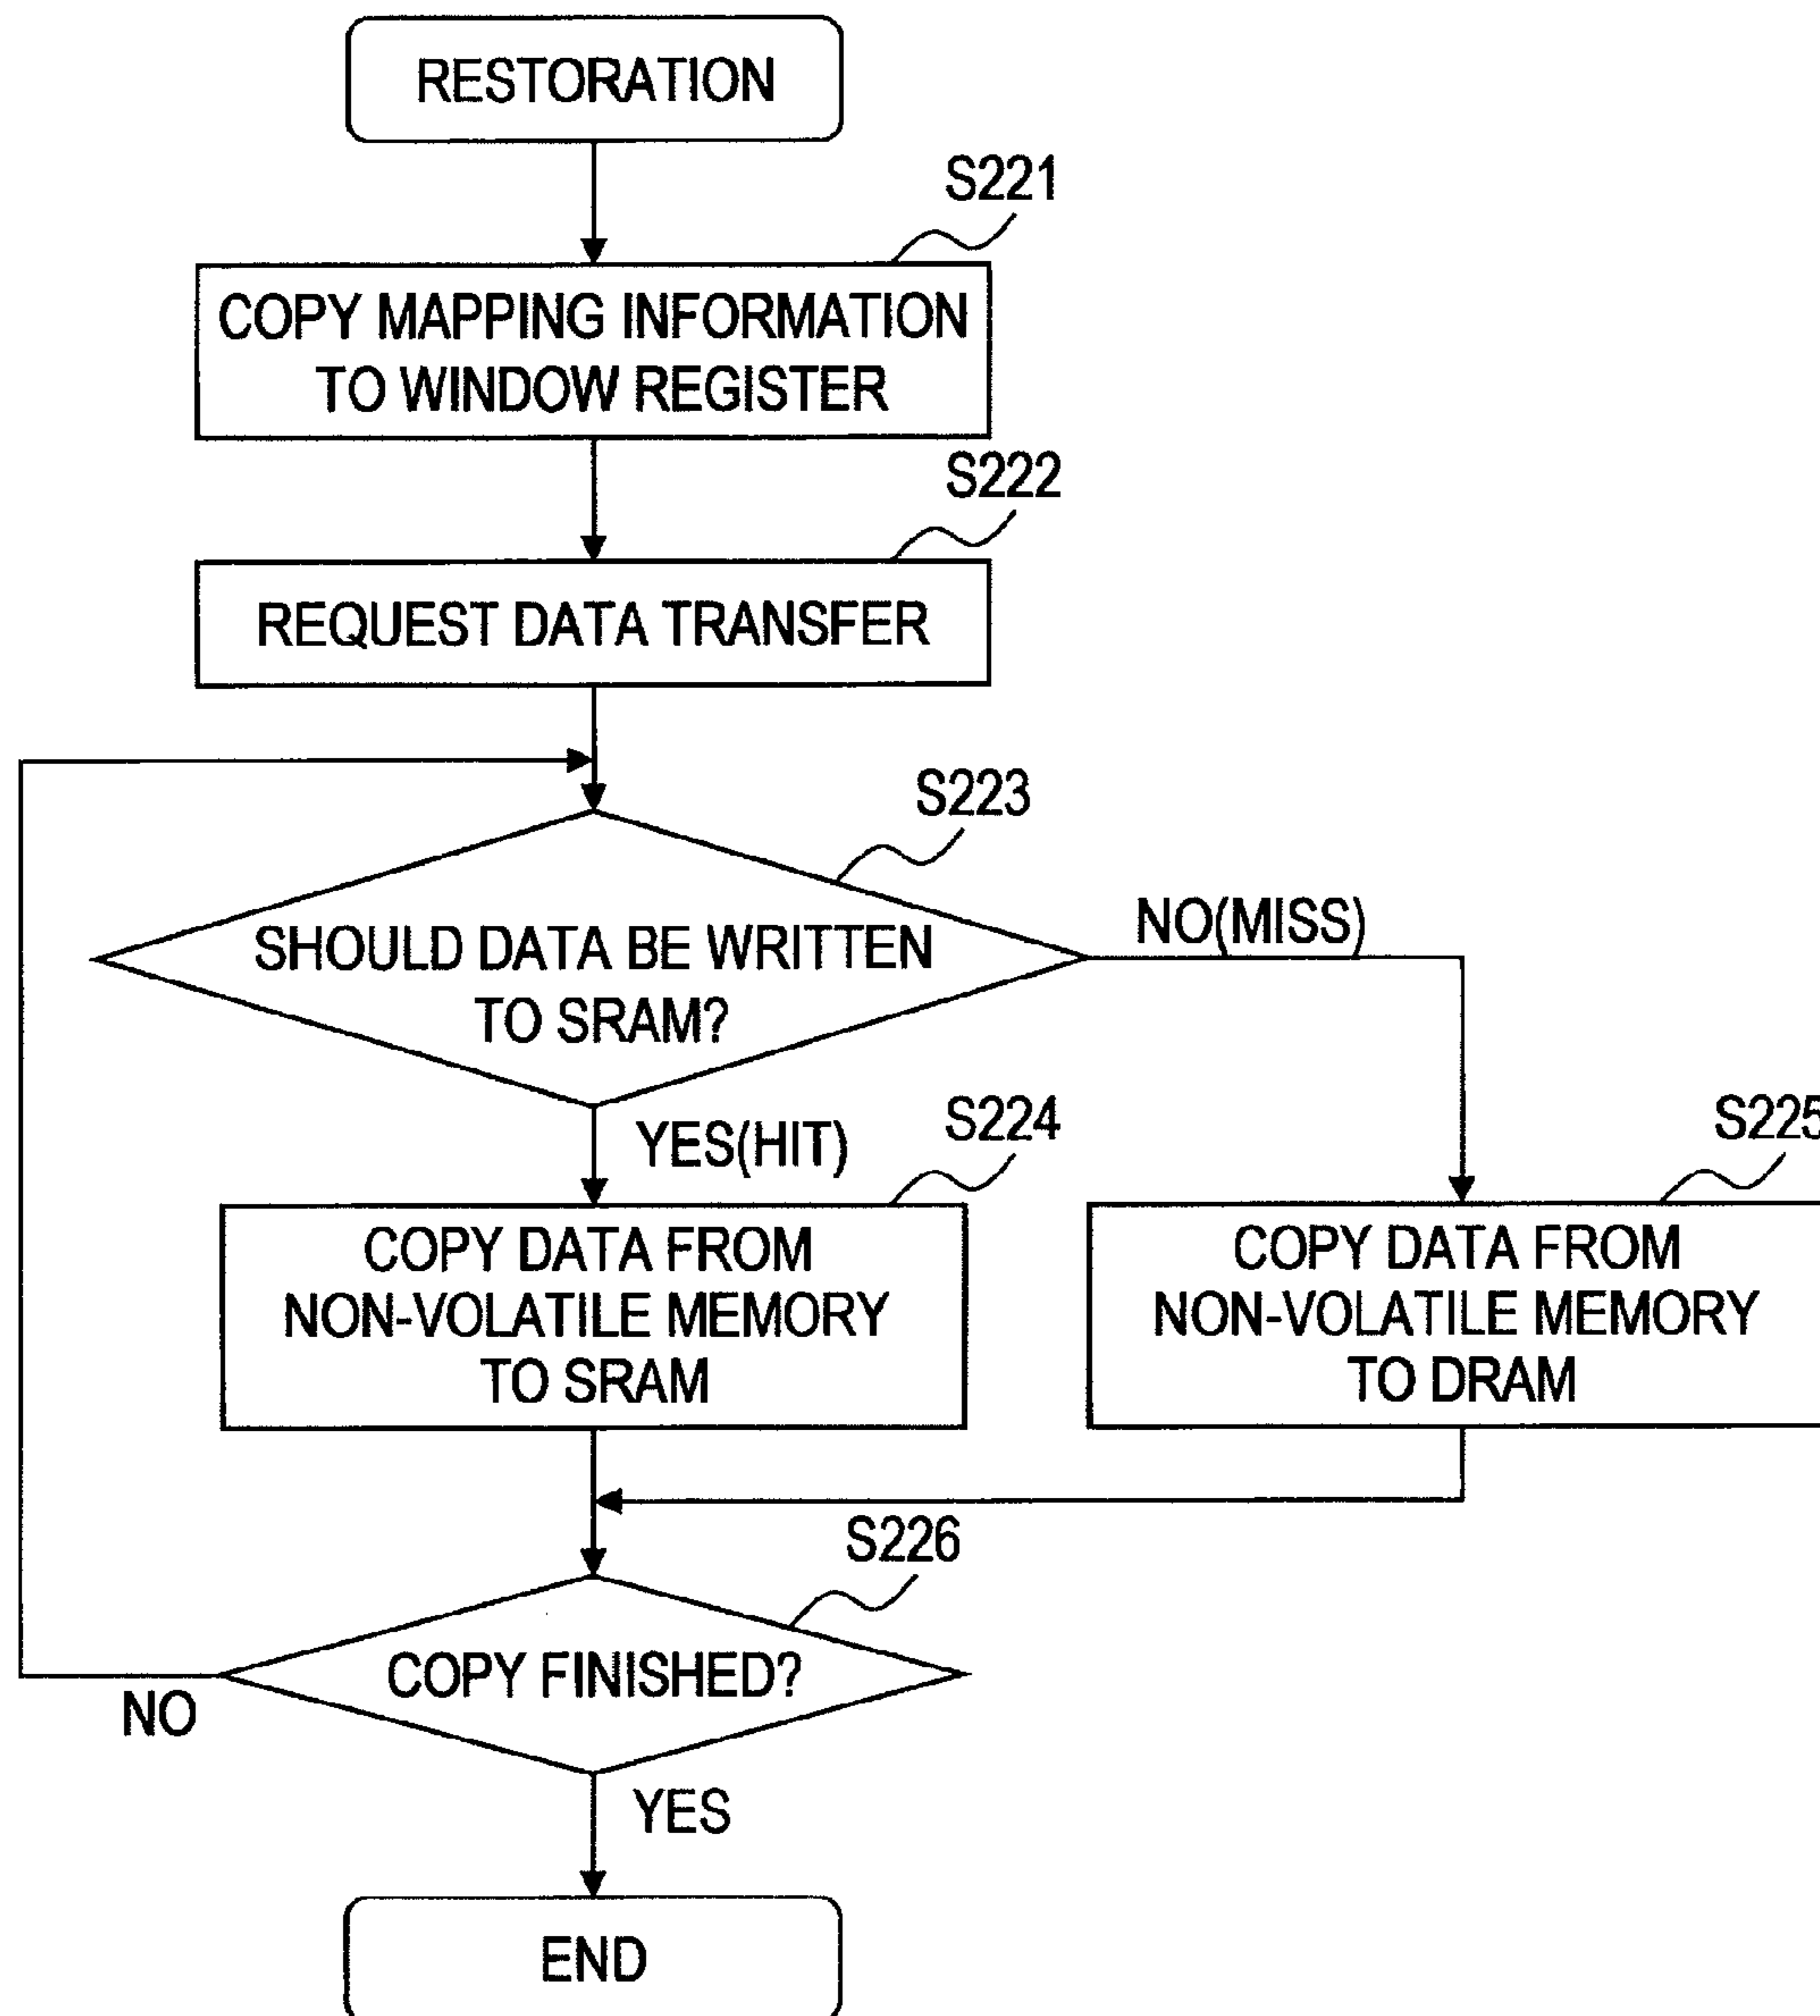 RESTORATION
S221
COPY MAPPING INFORMATION
TO WINDOW REGISTER
S222
REQUEST DATA TRANSFER
S223
SHOULD DATA BE WRITTEN
TO SRAM?
NO(MISS)
YES(HIT)
S224
COPY DATA FROM
NON-VOLATILE MEMORY
TO SRAM
S225
COPY DATA FROM
NON-VOLATILE MEMORY
TO DRAM
S226
COPY FINISHED?
NO
YES
END